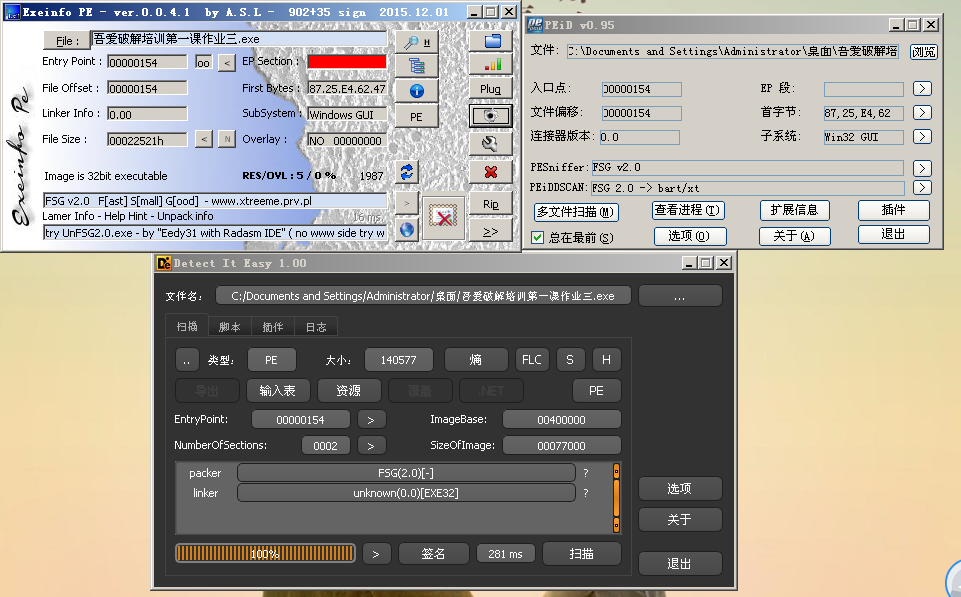 Exeinfo PE - ver.0.0.4.1 by A.S.L - 902+35 sign 2015.12.01
File : 吾爱破解培训第一课作业三.exe H
Entry Point : 00000154 oo < EP Section :
File Offset : 00000154 First Bytes : 87.25.E4.62.47 Plug
Linker Info : 0.00 SubSystem : Windows GUI PE
File Size : 00022521h < N Overlay : NO 00000000
Image is 32bit executable RES/OVL : 5 / 0 % 1987
FSG v2.0 F[ast] S[mall] G[ood] - www.xtreeme.prv.pl > Rip
Lamer Info - Help Hint - Unpack info 16 ms.
try UnFSG2.0.exe - by "Eedy31 with Radasm IDE" ( no www side try w >>
PEiD v0.95
文件: C:\Documents and Settings\Administrator\桌面\吾爱破解培 浏览
入口点: 00000154 EP 段: >
文件偏移: 00000154 首字节: 87,25,E4,62 >
连接器版本: 0.0 子系统: Win32 GUI >
PESniffer: FSG v2.0 >
PEiDDSCAN: FSG 2.0 -> bart/xt >
多文件扫描(M) 查看进程(T) 扩展信息 插件
总在最前(S) 选项(O) 关于(A) 退出
Detect It Easy 1.00
文件名: C:/Documents and Settings/Administrator/桌面/吾爱破解培训第一课作业三.exe ...
扫描 脚本 插件 日志
.. 类型: PE 大小: 140577 熵 FLC S H
导出 输入表 资源 覆盖 .NET PE
EntryPoint: 00000154 > ImageBase: 00400000
NumberOfSections: 0002 > SizeOfImage: 00077000
packer FSG(2.0)[-] ?
linker unknown(0.0)[EXE32] ?
选项
关于
100% > 签名 281 ms 扫描 退出